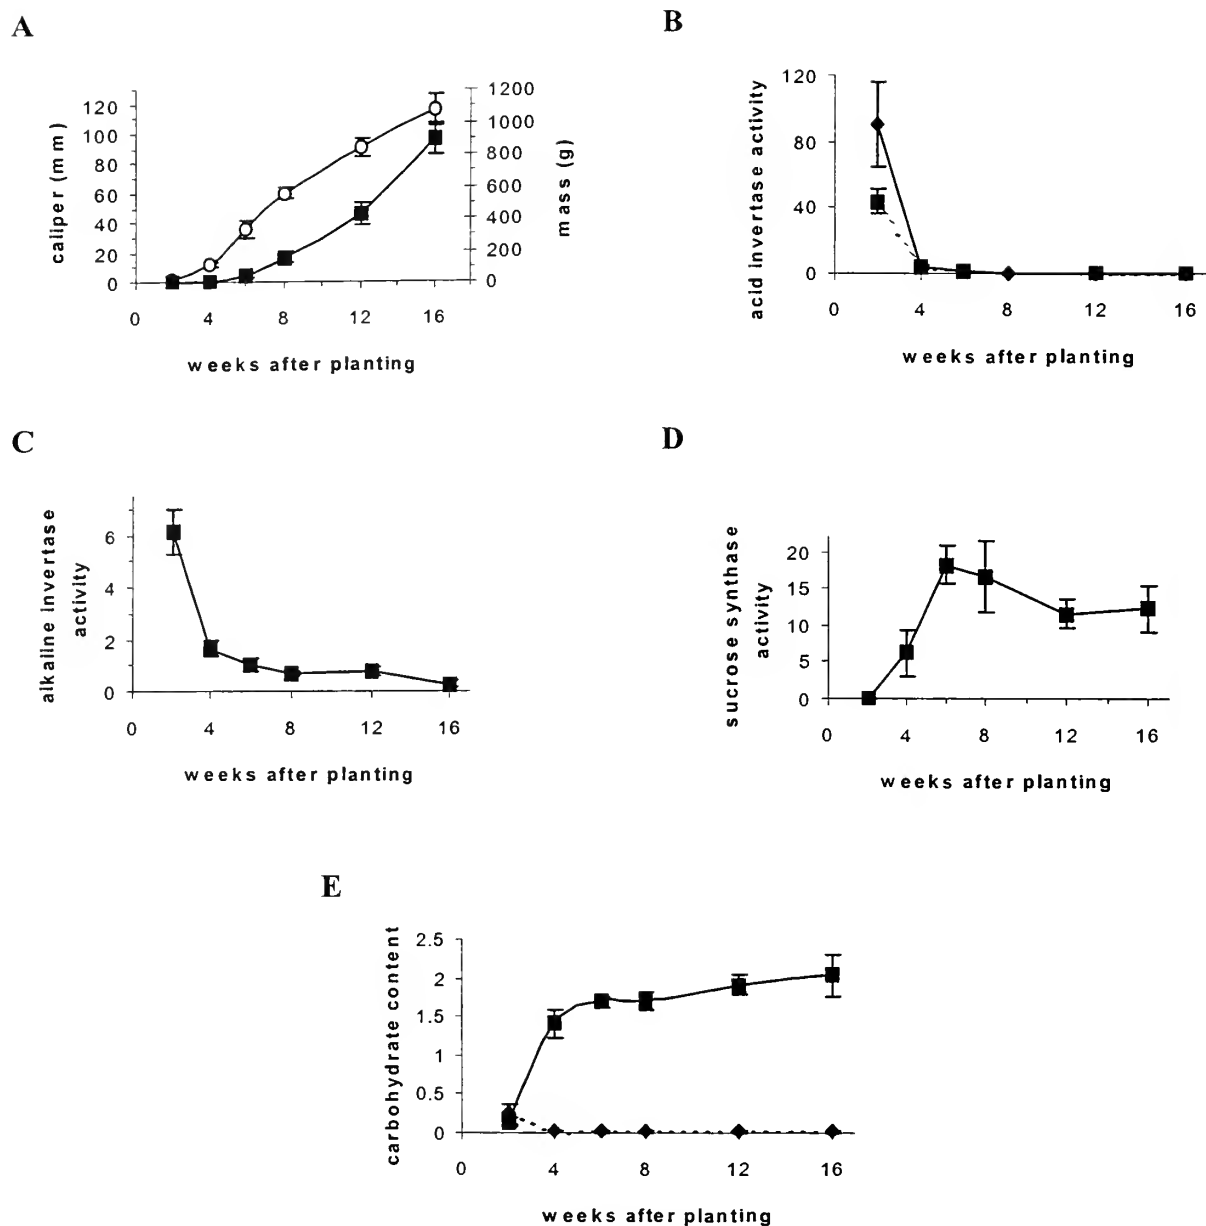 A
B
caliper (mm)
120
100
80
60
40
20
0
1200
1000
800
600
400
200
0
mass (g)
0 4 8 12 16
weeks after planting
acid invertase activity
120
80
40
0
0 4 8 12 16
weeks after planting
C
D
alkaline invertase
activity
6
4
2
0
0 4 8 12 16
weeks after planting
sucrose synthase
activity
20
15
10
5
0
0 4 8 12 16
weeks after planting
E
carbohydrate content
2.5
2
1.5
1
0.5
0
0 4 8 12 16
weeks after planting